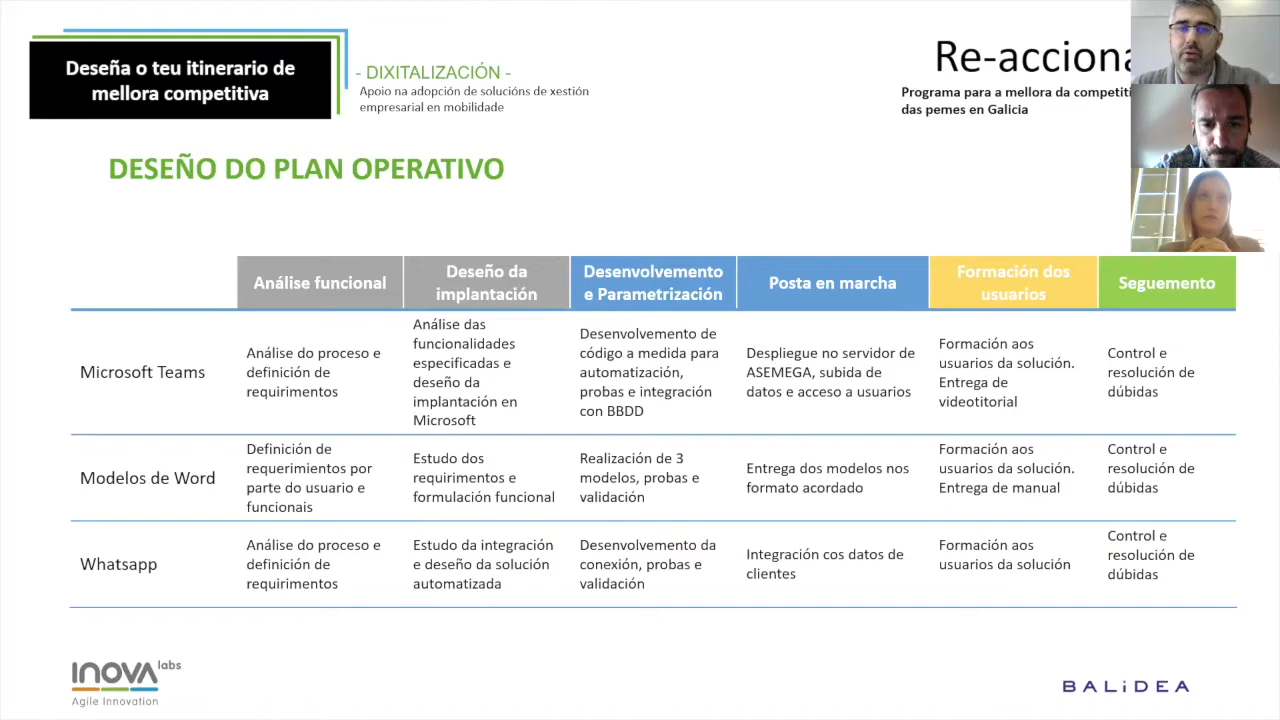 Deseña o teu itinerario de
mellora competitiva
- DIXITALIZACIÓN -
Apoio na adopción de solucións de xestión
empresarial en mobilidade
Re-acciona
Programa para a mellora da competiti
das pemes en Galicia
DESEÑO DO PLAN OPERATIVO
Análise funcional
Deseño da
implantación
Desenvolvemento
e Parametrización
Posta en marcha
Formación dos
usuarios
Seguemento
Microsoft Teams
Análise do proceso e
definición de
requirimentos
Análise das
funcionalidades
especificadas e
deseño da
implantación en
Microsoft
Desenvolvemento de
código a medida para
automatización,
probas e integración
con BBDD
Despliegue no servidor de
ASEMEGA, subida de
datos e acceso a usuarios
Formación aos
usuarios da solución.
Entrega de
videotitorial
Control e
resolución de
dúbidas
Modelos de Word
Definición de
requerimientos por
parte do usuario e
funcionais
Estudo dos
requirimentos e
formulación funcional
Realización de 3
modelos, probas e
validación
Entrega dos modelos nos
formato acordado
Formación aos
usuarios da solución.
Entrega de manual
Control e
resolución de
dúbidas
Whatsapp
Análise do proceso e
definición de
requirimentos
Estudo da integración
e deseño da solución
automatizada
Desenvolvemento da
conexión, probas e
validación
Integración cos datos de
clientes
Formación aos
usuarios da solución
Control e
resolución de
dúbidas
INOVA labs
Agile Innovation
BALiDEA